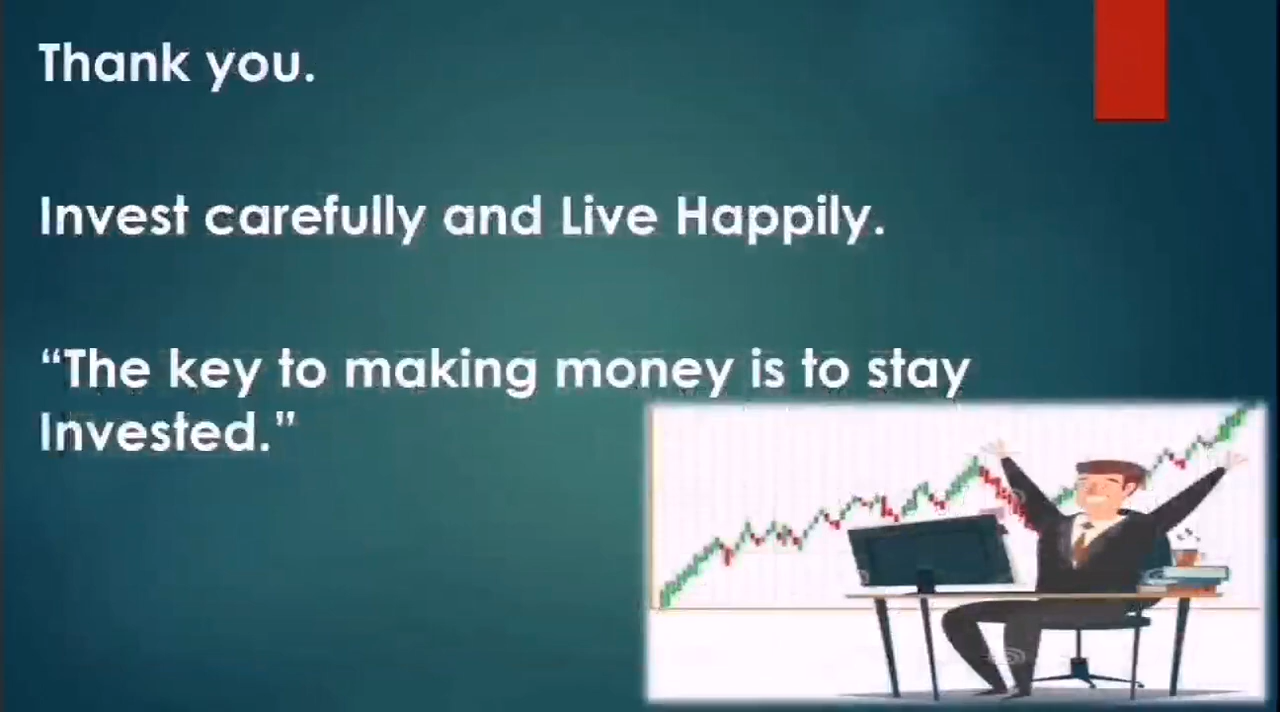 Thank you.
Invest carefully and Live Happily.
“The key to making money is to stay
Invested.”